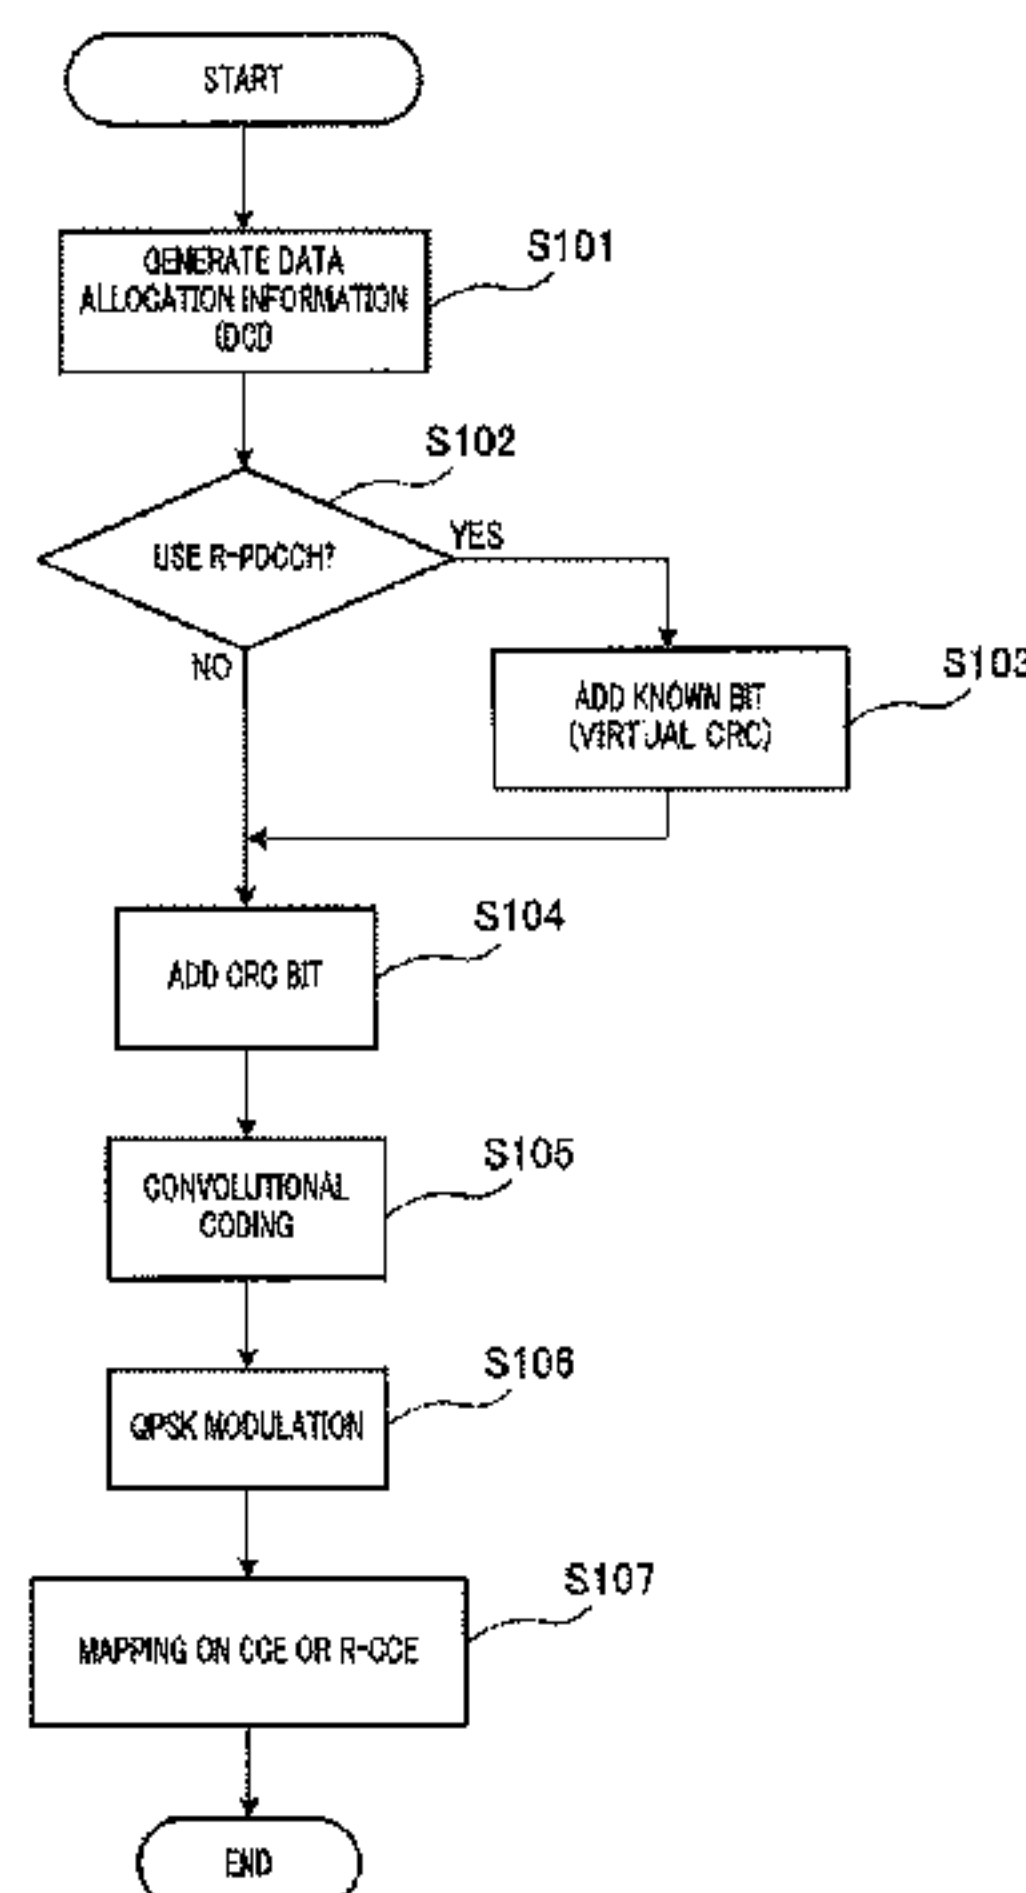 START
S101
GENERATE DATA
ALLOCATION INFORMATION
(DCI)
S102
USE R-PDCCH?
YES
NO
S103
ADD KNOWN BIT
(VIRTUAL CRC)
S104
ADD CRC BIT
S105
CONVOLUTIONAL
CODING
S106
QPSK MODULATION
S107
MAPPING ON CCE OR R-CCE
END